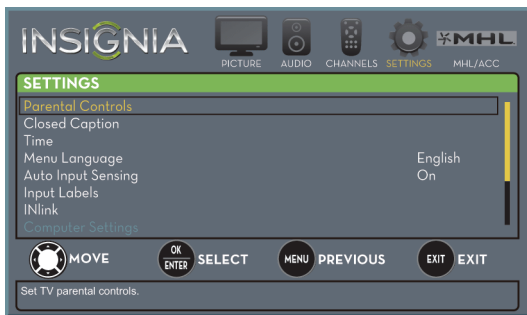 INSIGNIA
PICTURE AUDIO CHANNELS SETTINGS MHL MHL/ACC
SETTINGS
Parental Controls
Closed Caption
Time
Menu Language English
Auto Input Sensing On
Input Labels
INlink
Computer Settings
MOVE OK ENTER SELECT MENU PREVIOUS EXIT EXIT
Set TV parental controls.